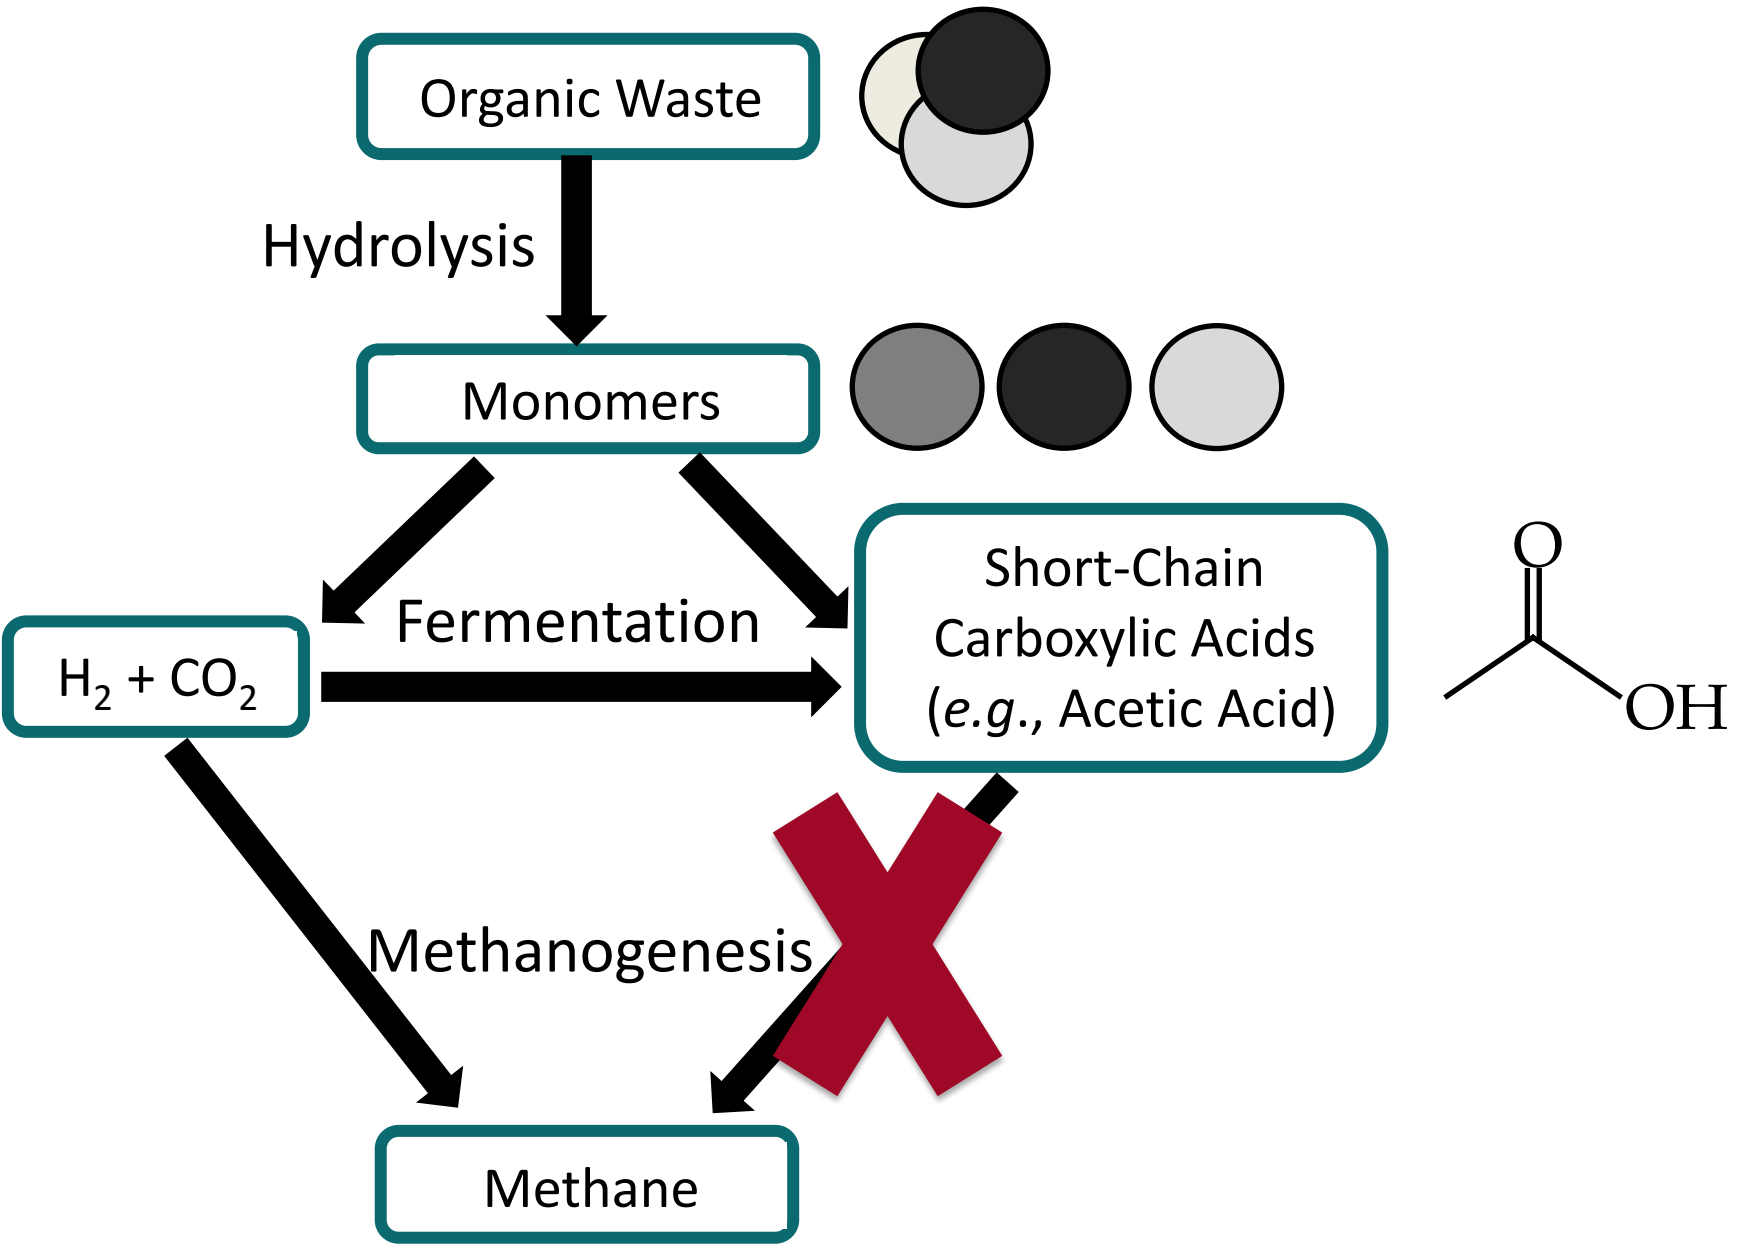 Organic Waste
Hydrolysis
Monomers
Short-Chain
Carboxylic Acids
(e.g., Acetic Acid)
O
OH
Fermentation
H₂ + CO₂
Methanogenesis
Methane